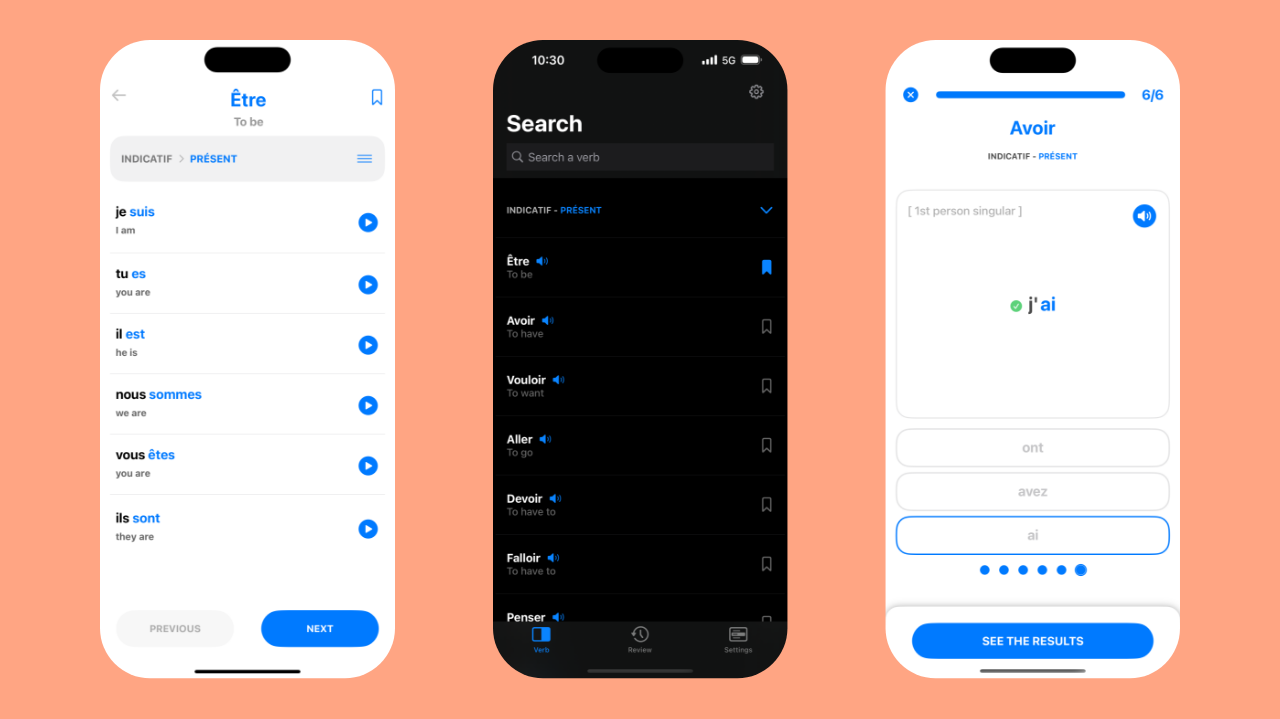 Être
To be
INDICATIF > PRÉSENT
je suis
I am
tu es
you are
il est
he is
nous sommes
we are
vous êtes
you are
ils sont
they are
PREVIOUS
NEXT
10:30
5G
Search
Search a verb
INDICATIF - PRÉSENT
Être
To be
Avoir
To have
Vouloir
To want
Aller
To go
Devoir
To have to
Falloir
To have to
Penser
Verb
Review
Settings
6/6
Avoir
INDICATIF - PRÉSENT
[ 1st person singular ]
j'ai
ont
avez
ai
SEE THE RESULTS